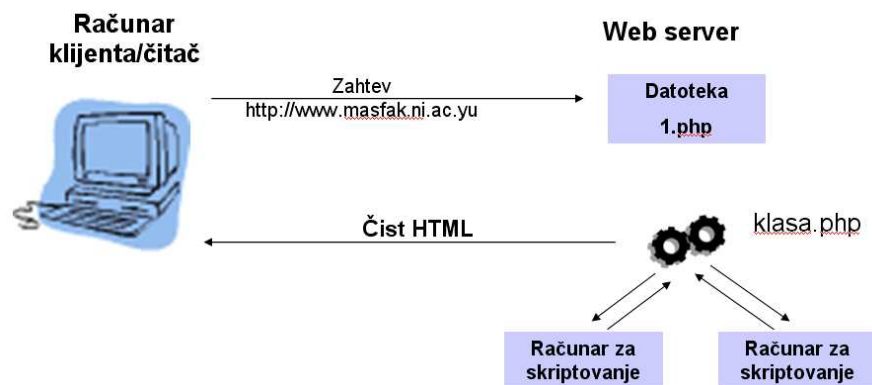 Računar
klijenta/čitač
Web server
Zahtev
http://www.masfak.ni.ac.yu
Datoteka
1.php
Čist HTML
klasa.php
Računar za
skriptovanje
Računar za
skriptovanje